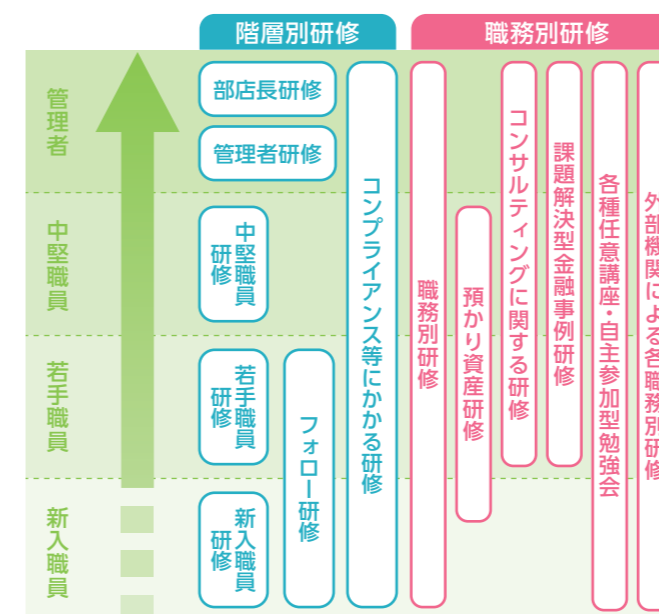 階層別研修
職務別研修
管理者
中堅職員
若手職員
新入職員
部店長研修
管理者研修
中堅職員
研修
若手職員
研修
新入職員
研修
フォロー研修
コンプライアンス等にかかる研修
職務別研修
預かり資産研修
コンサルティングに関する研修
課題解決型金融事例研修
各種任意講座・自主参加型勉強会
外部機関による各職務別研修